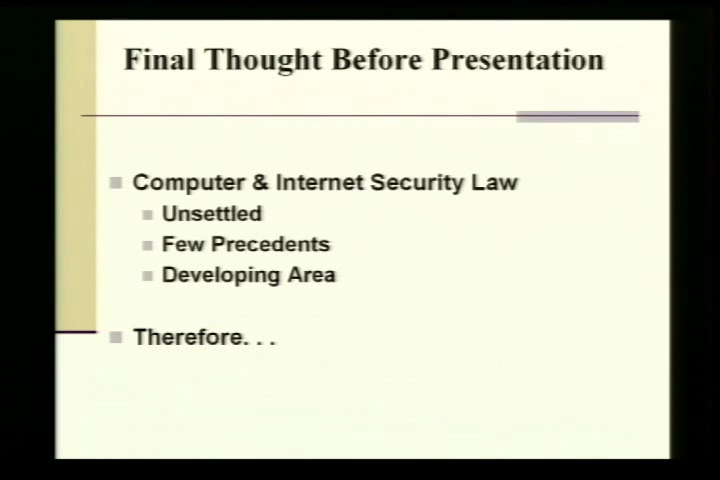 Final Thought Before Presentation
Computer & Internet Security Law
Unsettled
Few Precedents
Developing Area
Therefore. . .